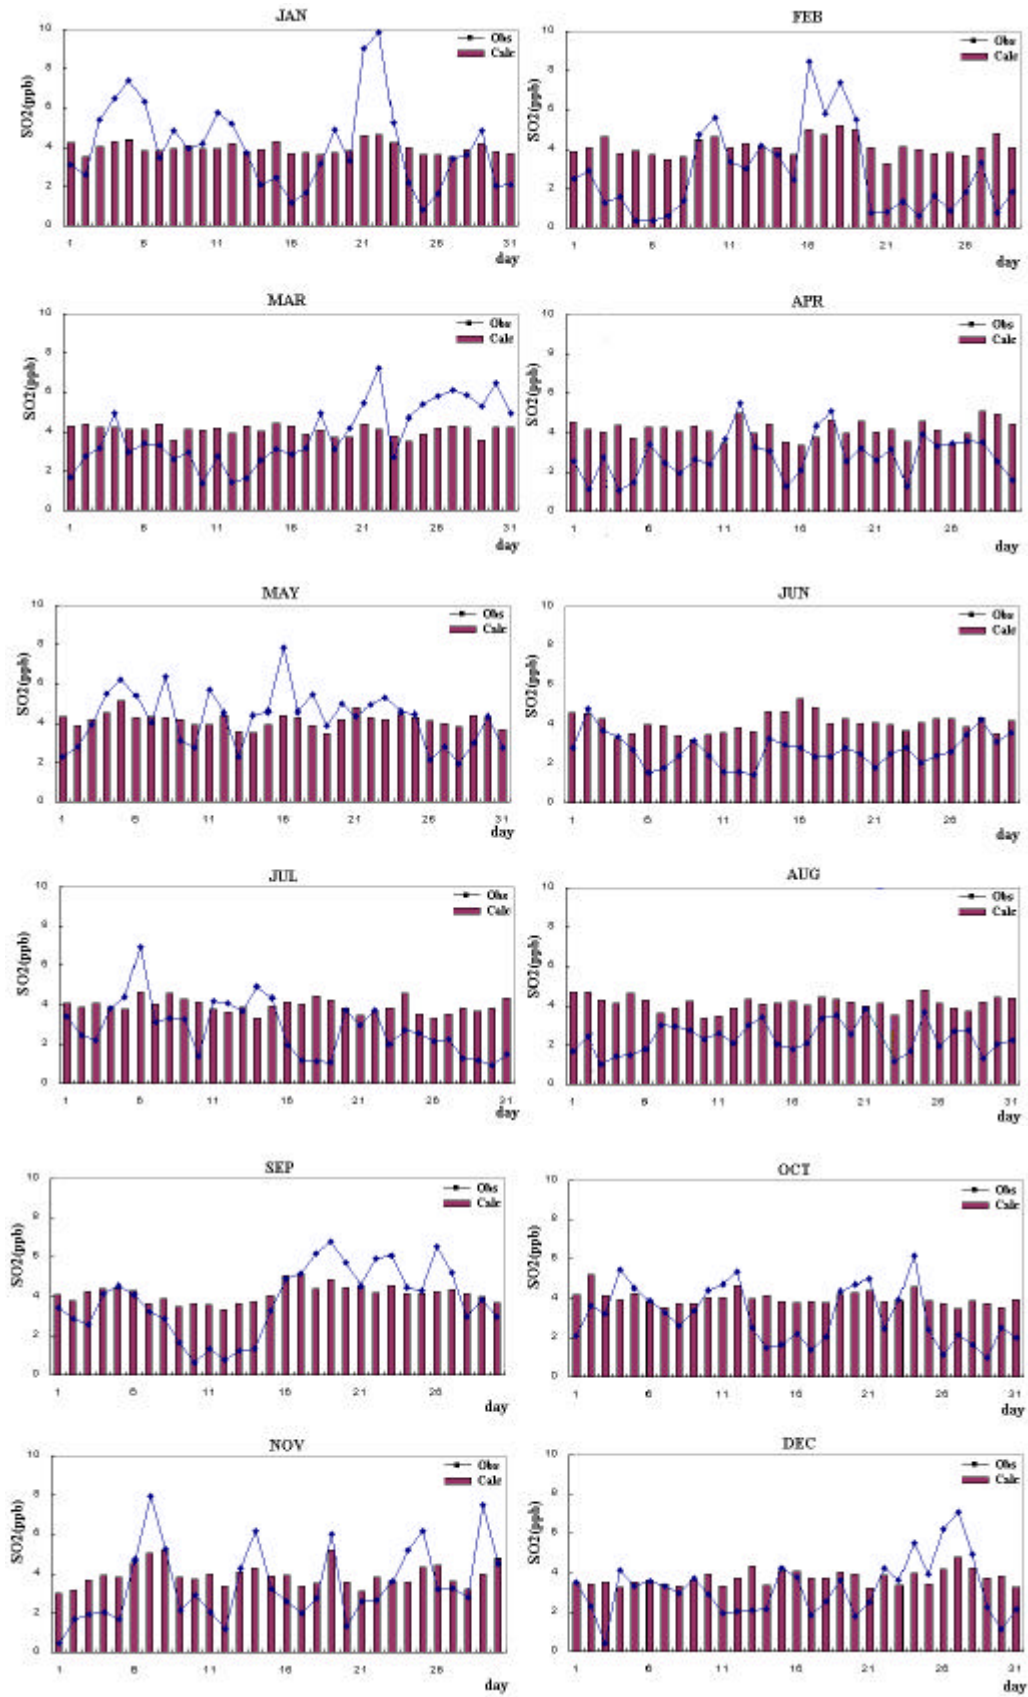 JAN
10
8
6
4
2
0
SO2(ppb)
Obs
Calc
1 6 11 16 21 26 31
day
FEB
10
8
6
4
2
0
SO2(ppb)
Obs
Calc
1 6 11 16 21 26
day
MAR
10
8
6
4
2
0
SO2(ppb)
Obs
Calc
1 6 11 16 21 26 31
day
APR
10
8
6
4
2
0
SO2(ppb)
Obs
Calc
1 6 11 16 21 26
day
MAY
10
8
6
4
2
0
SO2(ppb)
Obs
Calc
1 6 11 16 21 26 31
day
JUN
10
8
6
4
2
0
SO2(ppb)
Obs
Calc
1 6 11 16 21 26
day
JUL
10
8
6
4
2
0
SO2(ppb)
Obs
Calc
1 6 11 16 21 26 31
day
AUG
10
8
6
4
2
0
SO2(ppb)
Obs
Calc
1 6 11 16 21 26 31
day
SEP
10
8
6
4
2
0
SO2(ppb)
Obs
Calc
1 6 11 16 21 26
day
OCT
10
8
6
4
2
0
SO2(ppb)
Obs
Calc
1 6 11 16 21 26 31
day
NOV
10
8
6
4
2
0
SO2(ppb)
Obs
Calc
1 6 11 16 21 26
day
DEC
10
8
6
4
2
0
SO2(ppb)
Obs
Calc
1 6 11 16 21 26 31
day